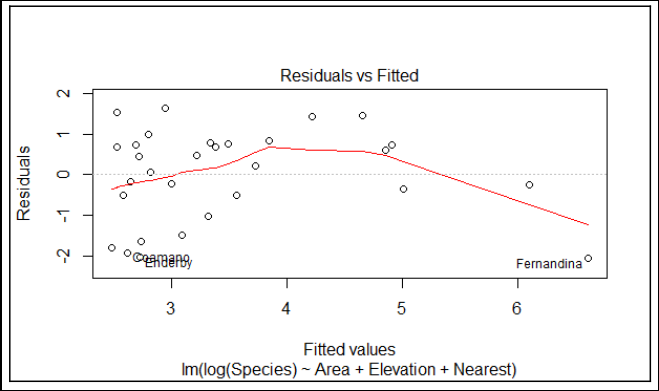 Residuals vs Fitted
2
1
0
-1
-2
Residuals
Enderby
Fernandina
3 4 5 6
Fitted values
lm(log(Species) ~ Area + Elevation + Nearest)